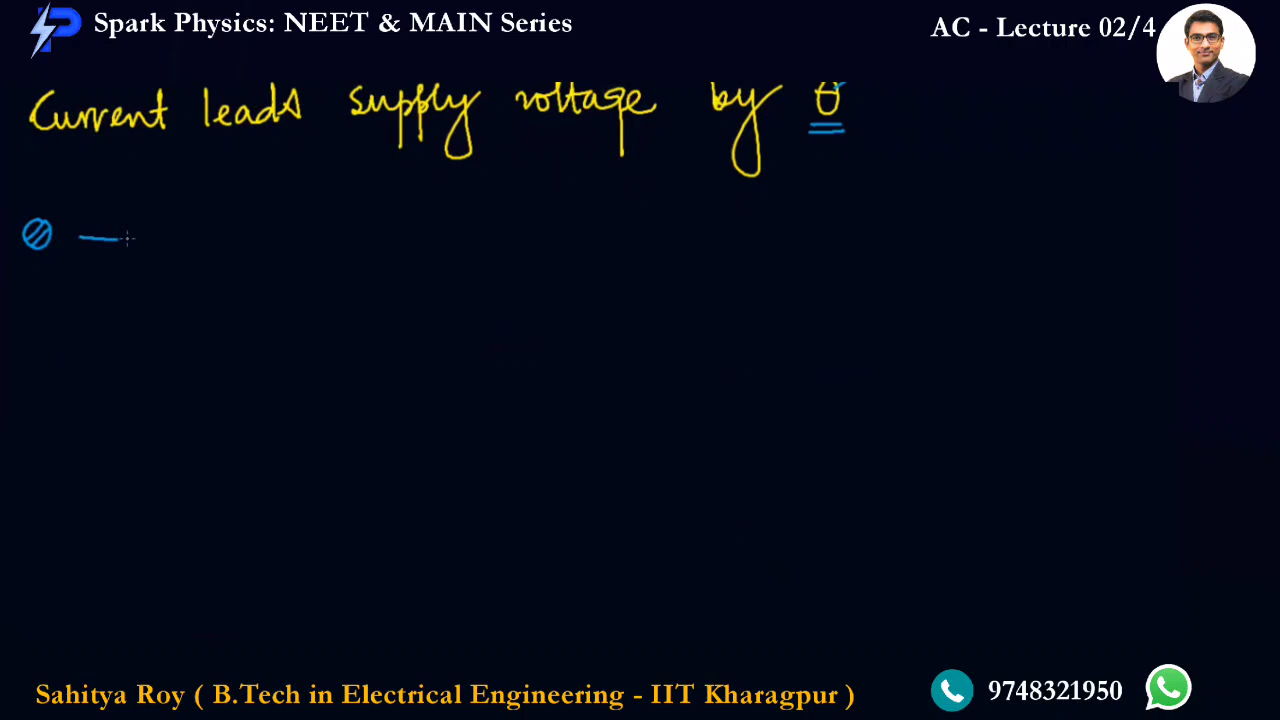 Spark Physics: NEET & MAIN Series
AC - Lecture 02/4
Current leads supply voltage by θ
Sahitya Roy ( B.Tech in Electrical Engineering - IIT Kharagpur )
9748321950